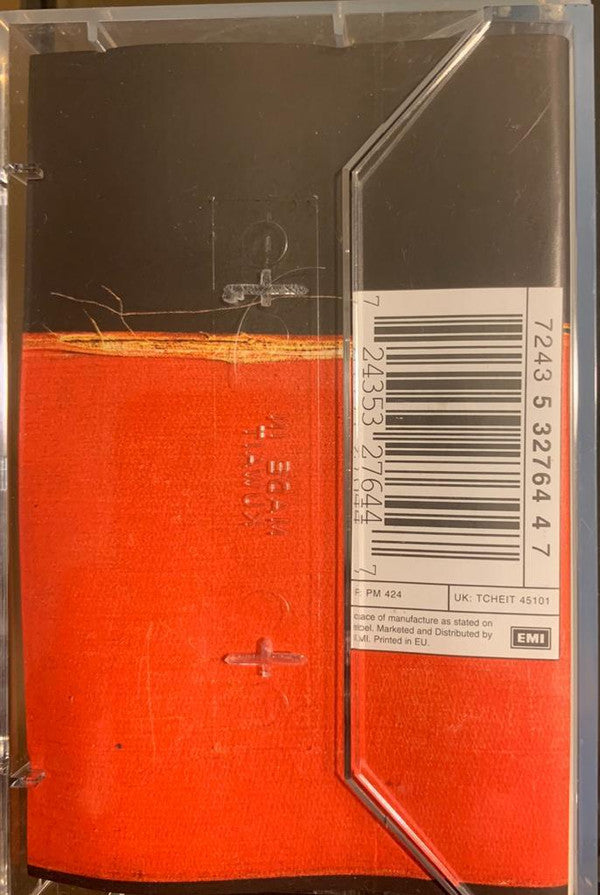 7243 5 32764 4 7
7 24353 27644 7
PM 424
UK: TCHEIT 45101
place of manufacture as stated on
label. Marketed and Distributed by
EMI. Printed in EU.
EMI